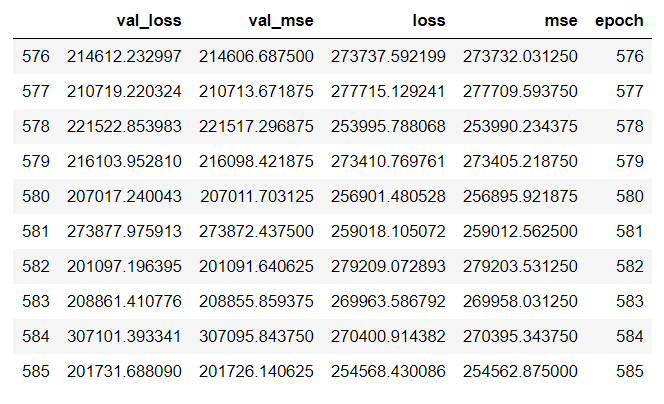 val_loss val_mse loss mse epoch
576 214612.232997 214606.687500 273737.592199 273732.031250 576
577 210719.220324 210713.671875 277715.129241 277709.593750 577
578 221522.853983 221517.296875 253995.788068 253990.234375 578
579 216103.952810 216098.421875 273410.769761 273405.218750 579
580 207017.240043 207011.703125 256901.480528 256895.921875 580
581 273877.975913 273872.437500 259018.105072 259012.562500 581
582 201097.196395 201091.640625 279209.072893 279203.531250 582
583 208861.410776 208855.859375 269963.586792 269958.031250 583
584 307101.393341 307095.843750 270400.914382 270395.343750 584
585 201731.688090 201726.140625 254568.430086 254562.875000 585